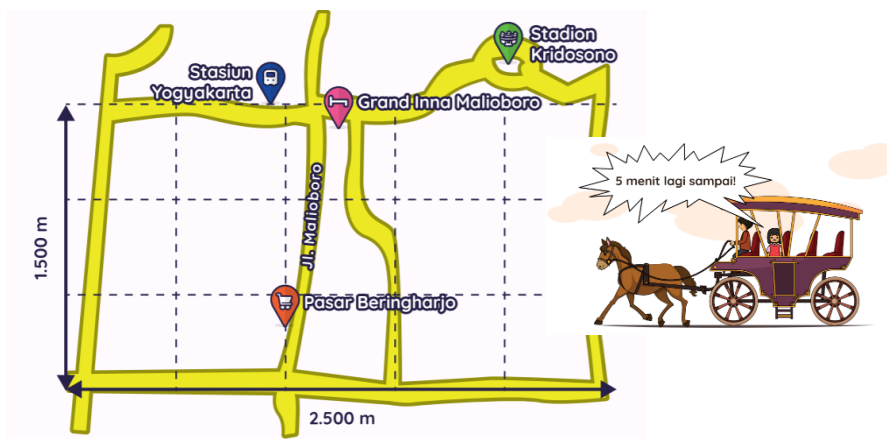 Stadion
Kridosono
Stasiun
Yogyakarta
Grand Inna Malioboro
5 menit lagi sampai!
Jl. Malioboro
1.500 m
Pasar Beringharjo
2.500 m